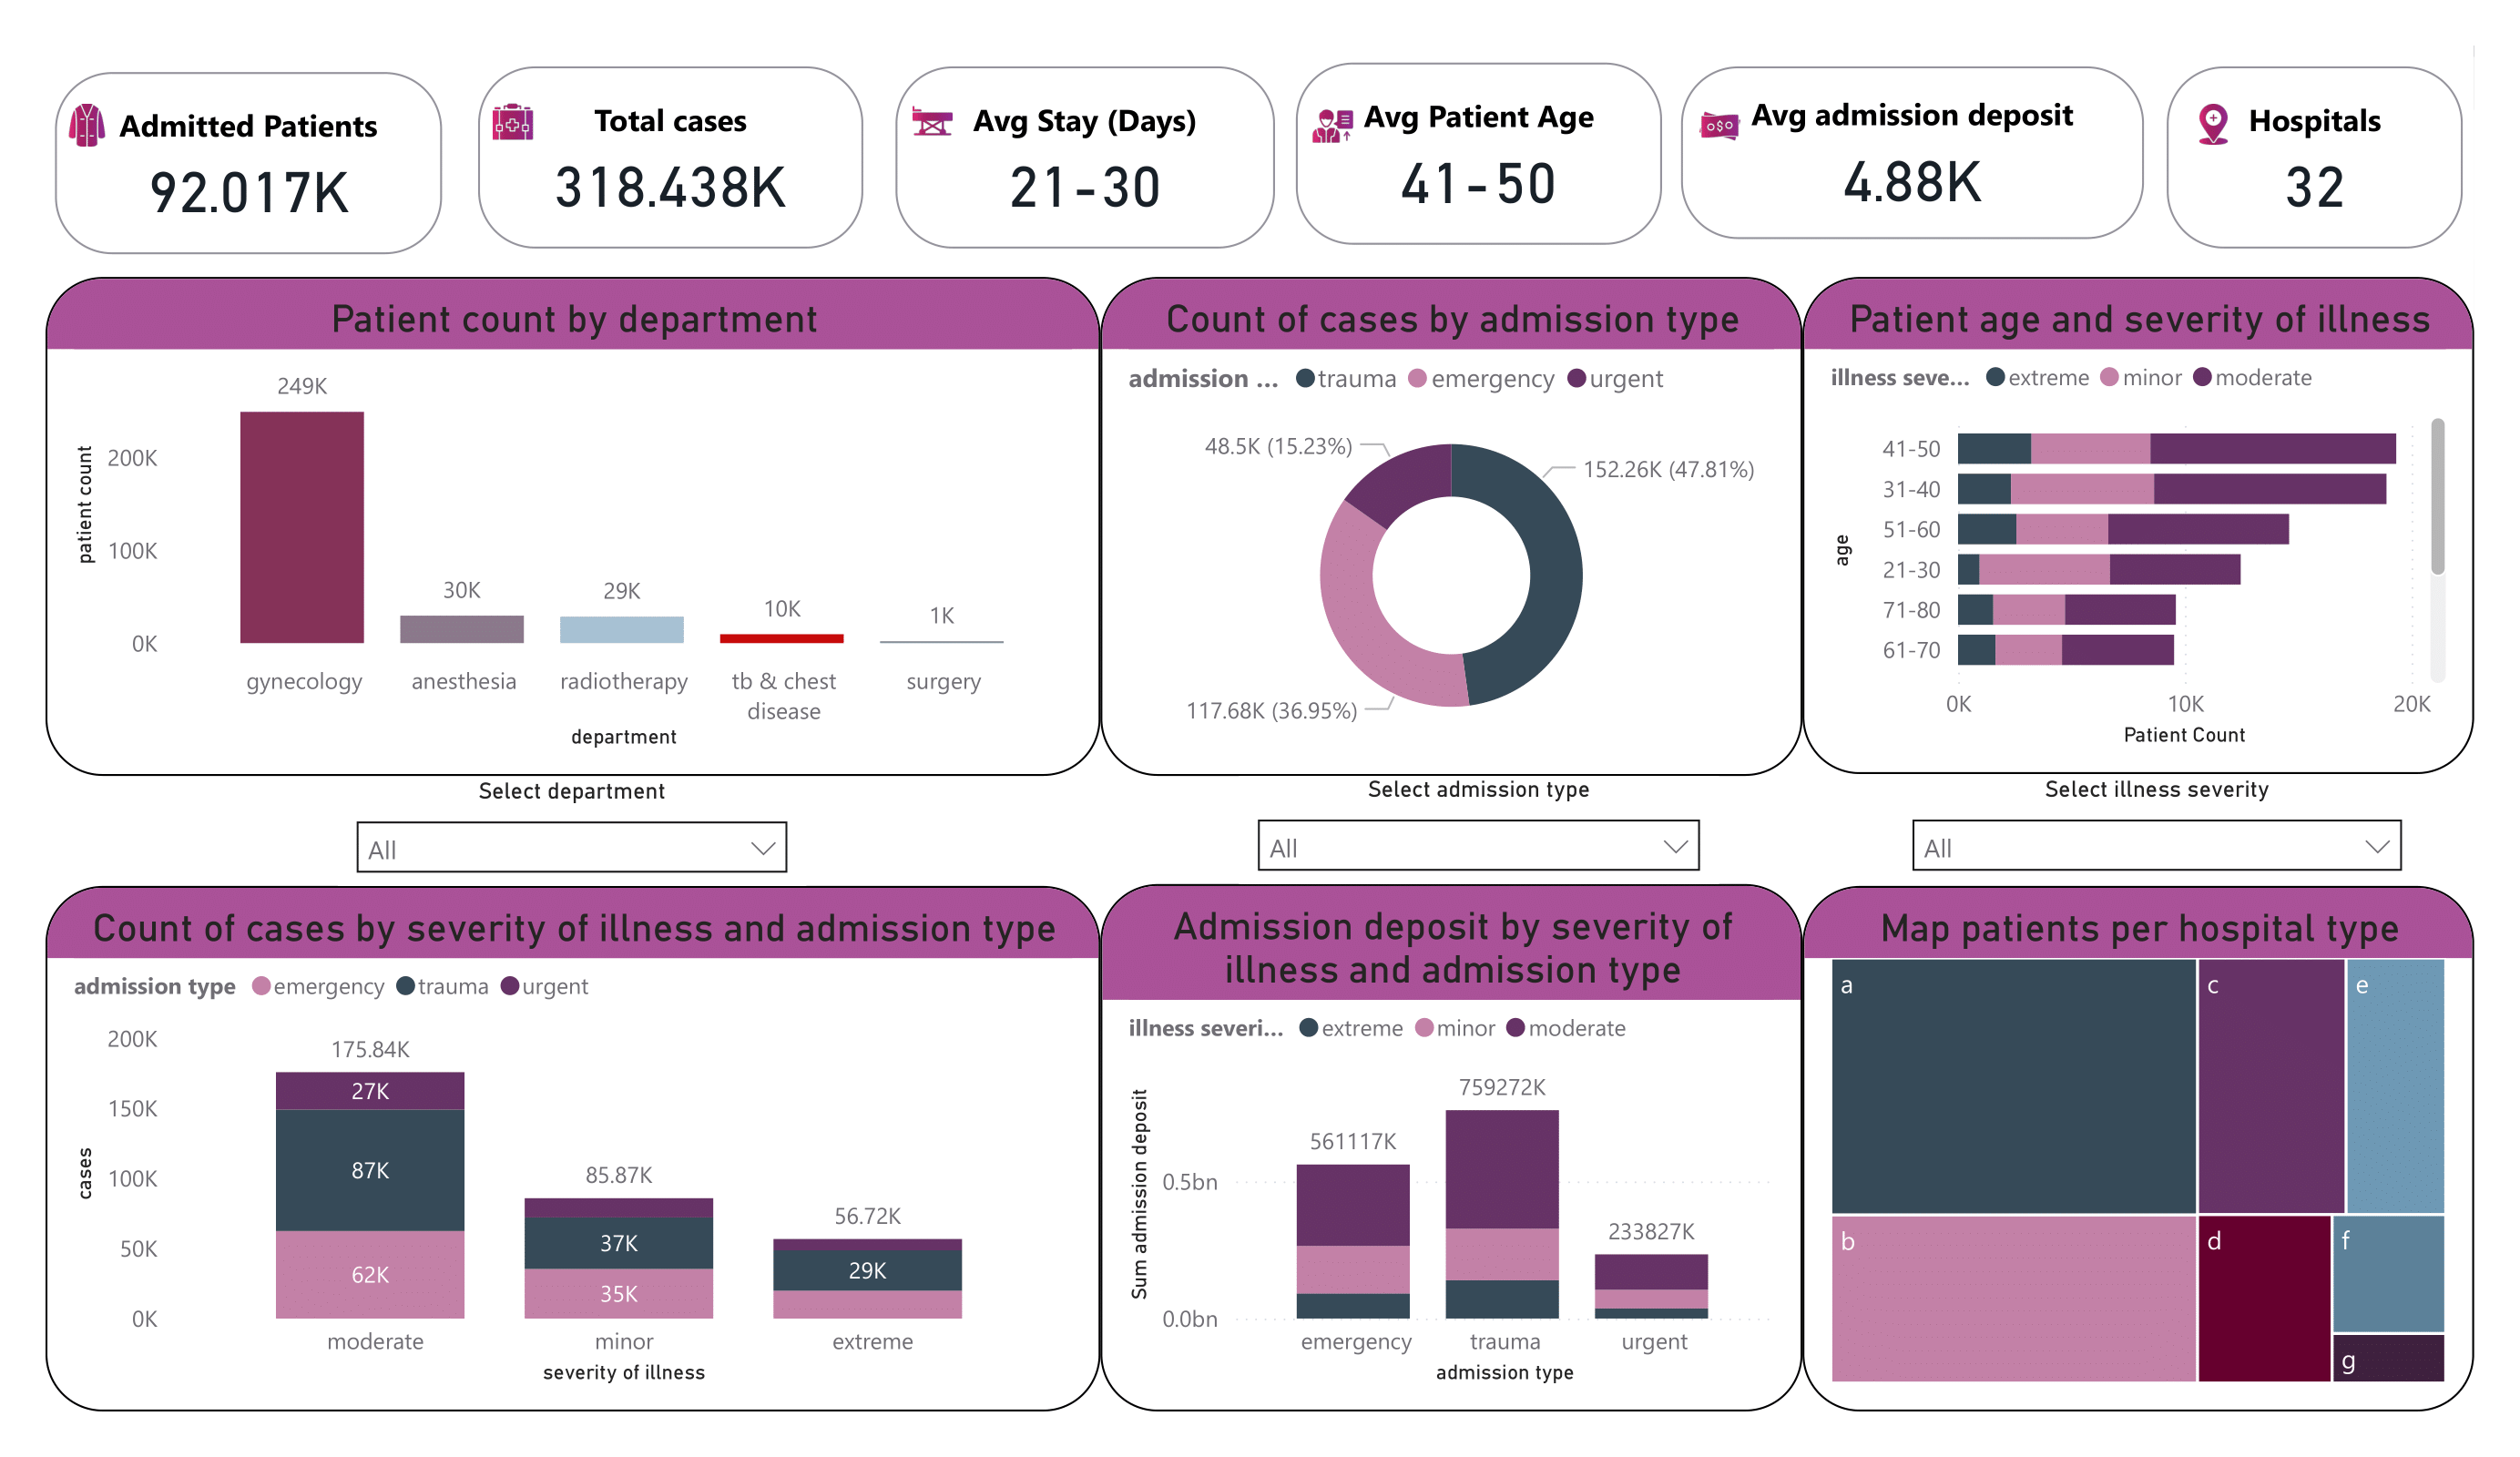 Admitted Patients
92.017K
Total cases
318.438K
Avg Stay (Days)
21-30
Avg Patient Age
41-50
Avg admission deposit
4.88K
Hospitals
32
Patient count by department
249K
200K
100K
0K
30K
29K
10K
1K
patient count
gynecology
anesthesia
radiotherapy
tb & chest
disease
surgery
department
Count of cases by admission type
admission ... trauma emergency urgent
48.5K (15.23%)
152.26K (47.81%)
117.68K (36.95%)
Patient age and severity of illness
illness seve... extreme minor moderate
41-50
31-40
51-60
21-30
71-80
61-70
age
0K 10K 20K
Patient Count
Select department
All
Select admission type
All
Select illness severity
All
Count of cases by severity of illness and admission type
admission type emergency trauma urgent
200K
150K
100K
50K
0K
cases
175.84K
27K
87K
62K
85.87K
37K
35K
56.72K
29K
moderate minor extreme
severity of illness
Admission deposit by severity of
illness and admission type
illness severi... extreme minor moderate
Sum admission deposit
0.5bn
0.0bn
561117K
759272K
233827K
emergency trauma urgent
admission type
Map patients per hospital type
a
c
e
b
d
f
g